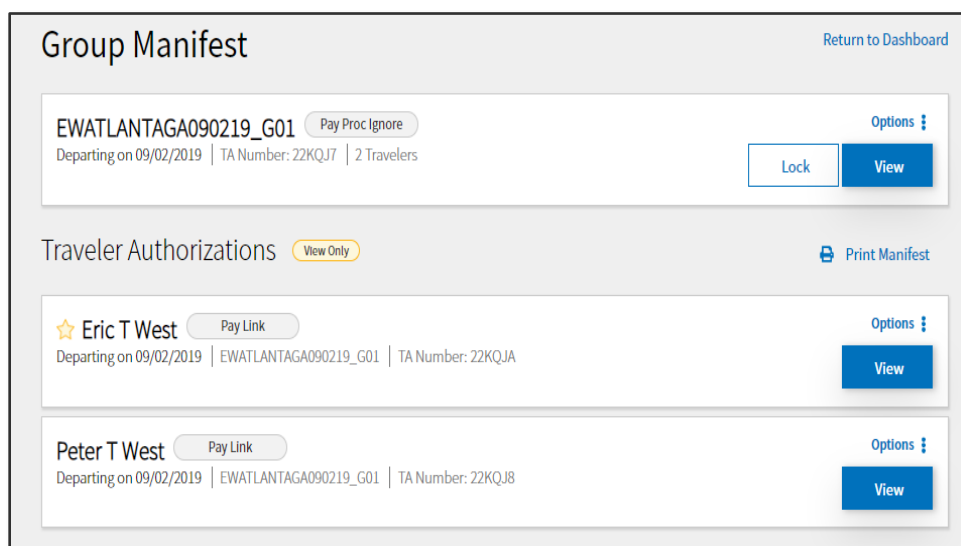 Group Manifest
Return to Dashboard
EWATLANTAGA090219_G01 Pay Proc Ignore
Options
Departing on 09/02/2019 | TA Number: 22KQJ7 | 2 Travelers
Lock View
Traveler Authorizations View Only
Print Manifest
Eric T West Pay Link
Options
Departing on 09/02/2019 | EWATLANTAGA090219_G01 | TA Number: 22KQJA
View
Peter T West Pay Link
Options
Departing on 09/02/2019 | EWATLANTAGA090219_G01 | TA Number: 22KQJ8
View